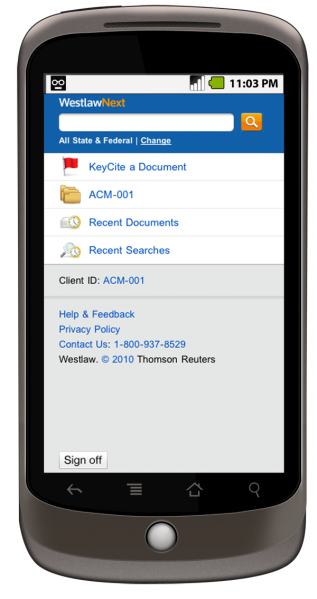 11:03 PM
WestlawNext
All State & Federal | Change
KeyCite a Document
ACM-001
Recent Documents
Recent Searches
Client ID: ACM-001
Help & Feedback
Privacy Policy
Contact Us: 1-800-937-8529
Westlaw. © 2010 Thomson Reuters
Sign off